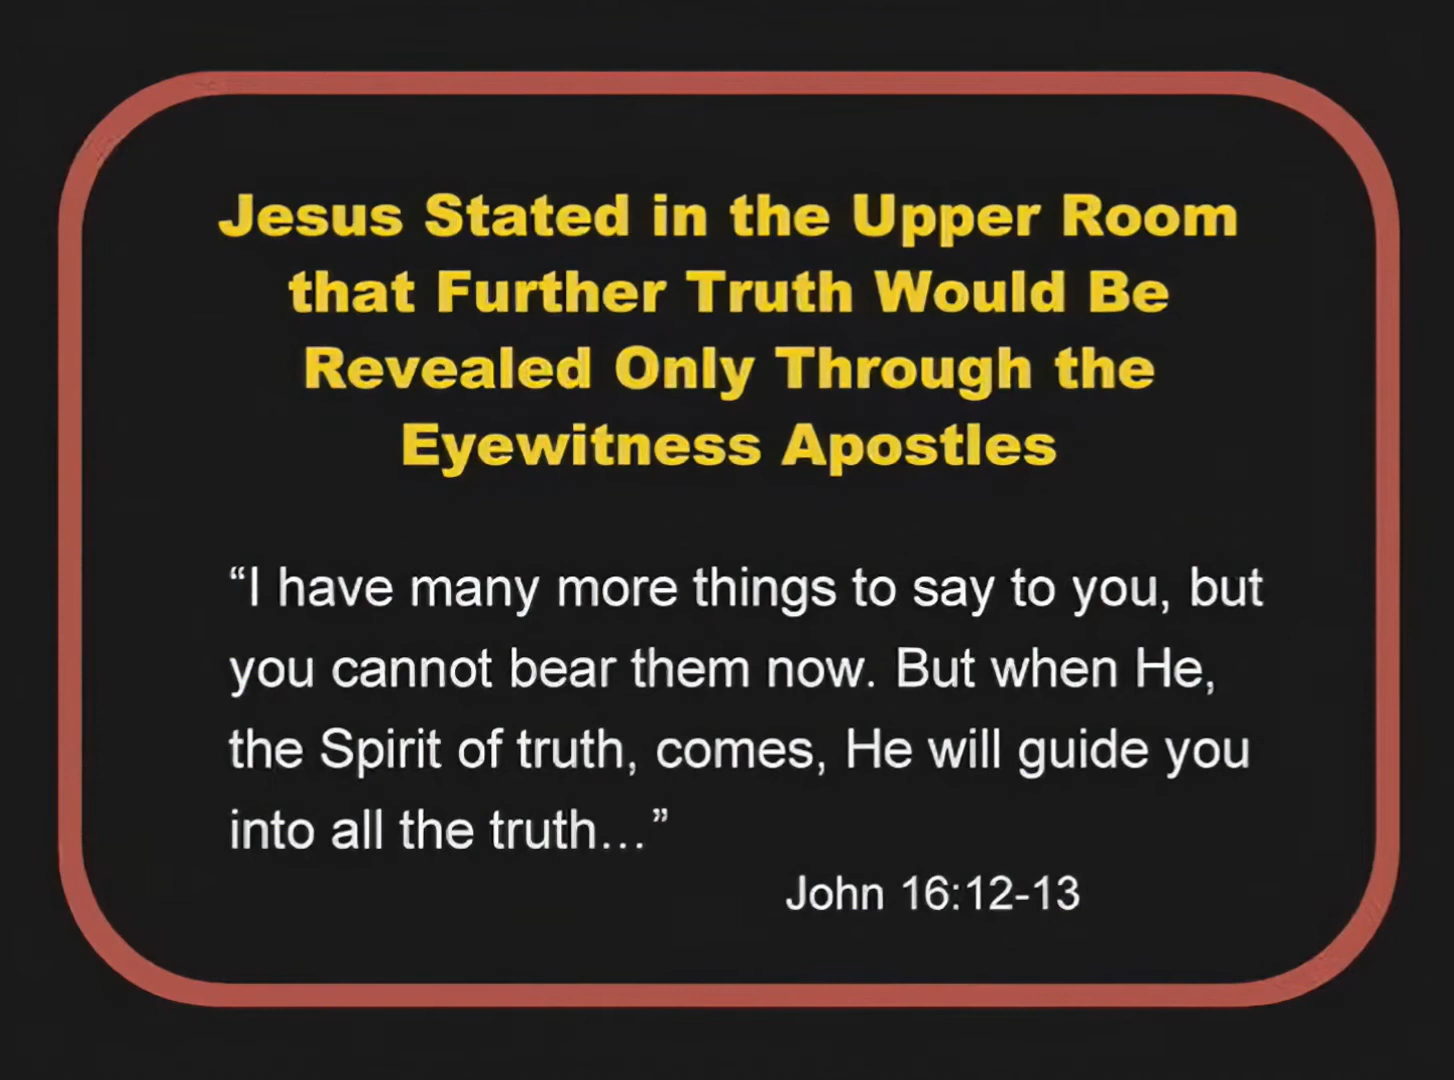 Jesus Stated in the Upper Room
that Further Truth Would Be
Revealed Only Through the
Eyewitness Apostles
“I have many more things to say to you, but
you cannot bear them now. But when He,
the Spirit of truth, comes, He will guide you
into all the truth…”
John 16:12-13